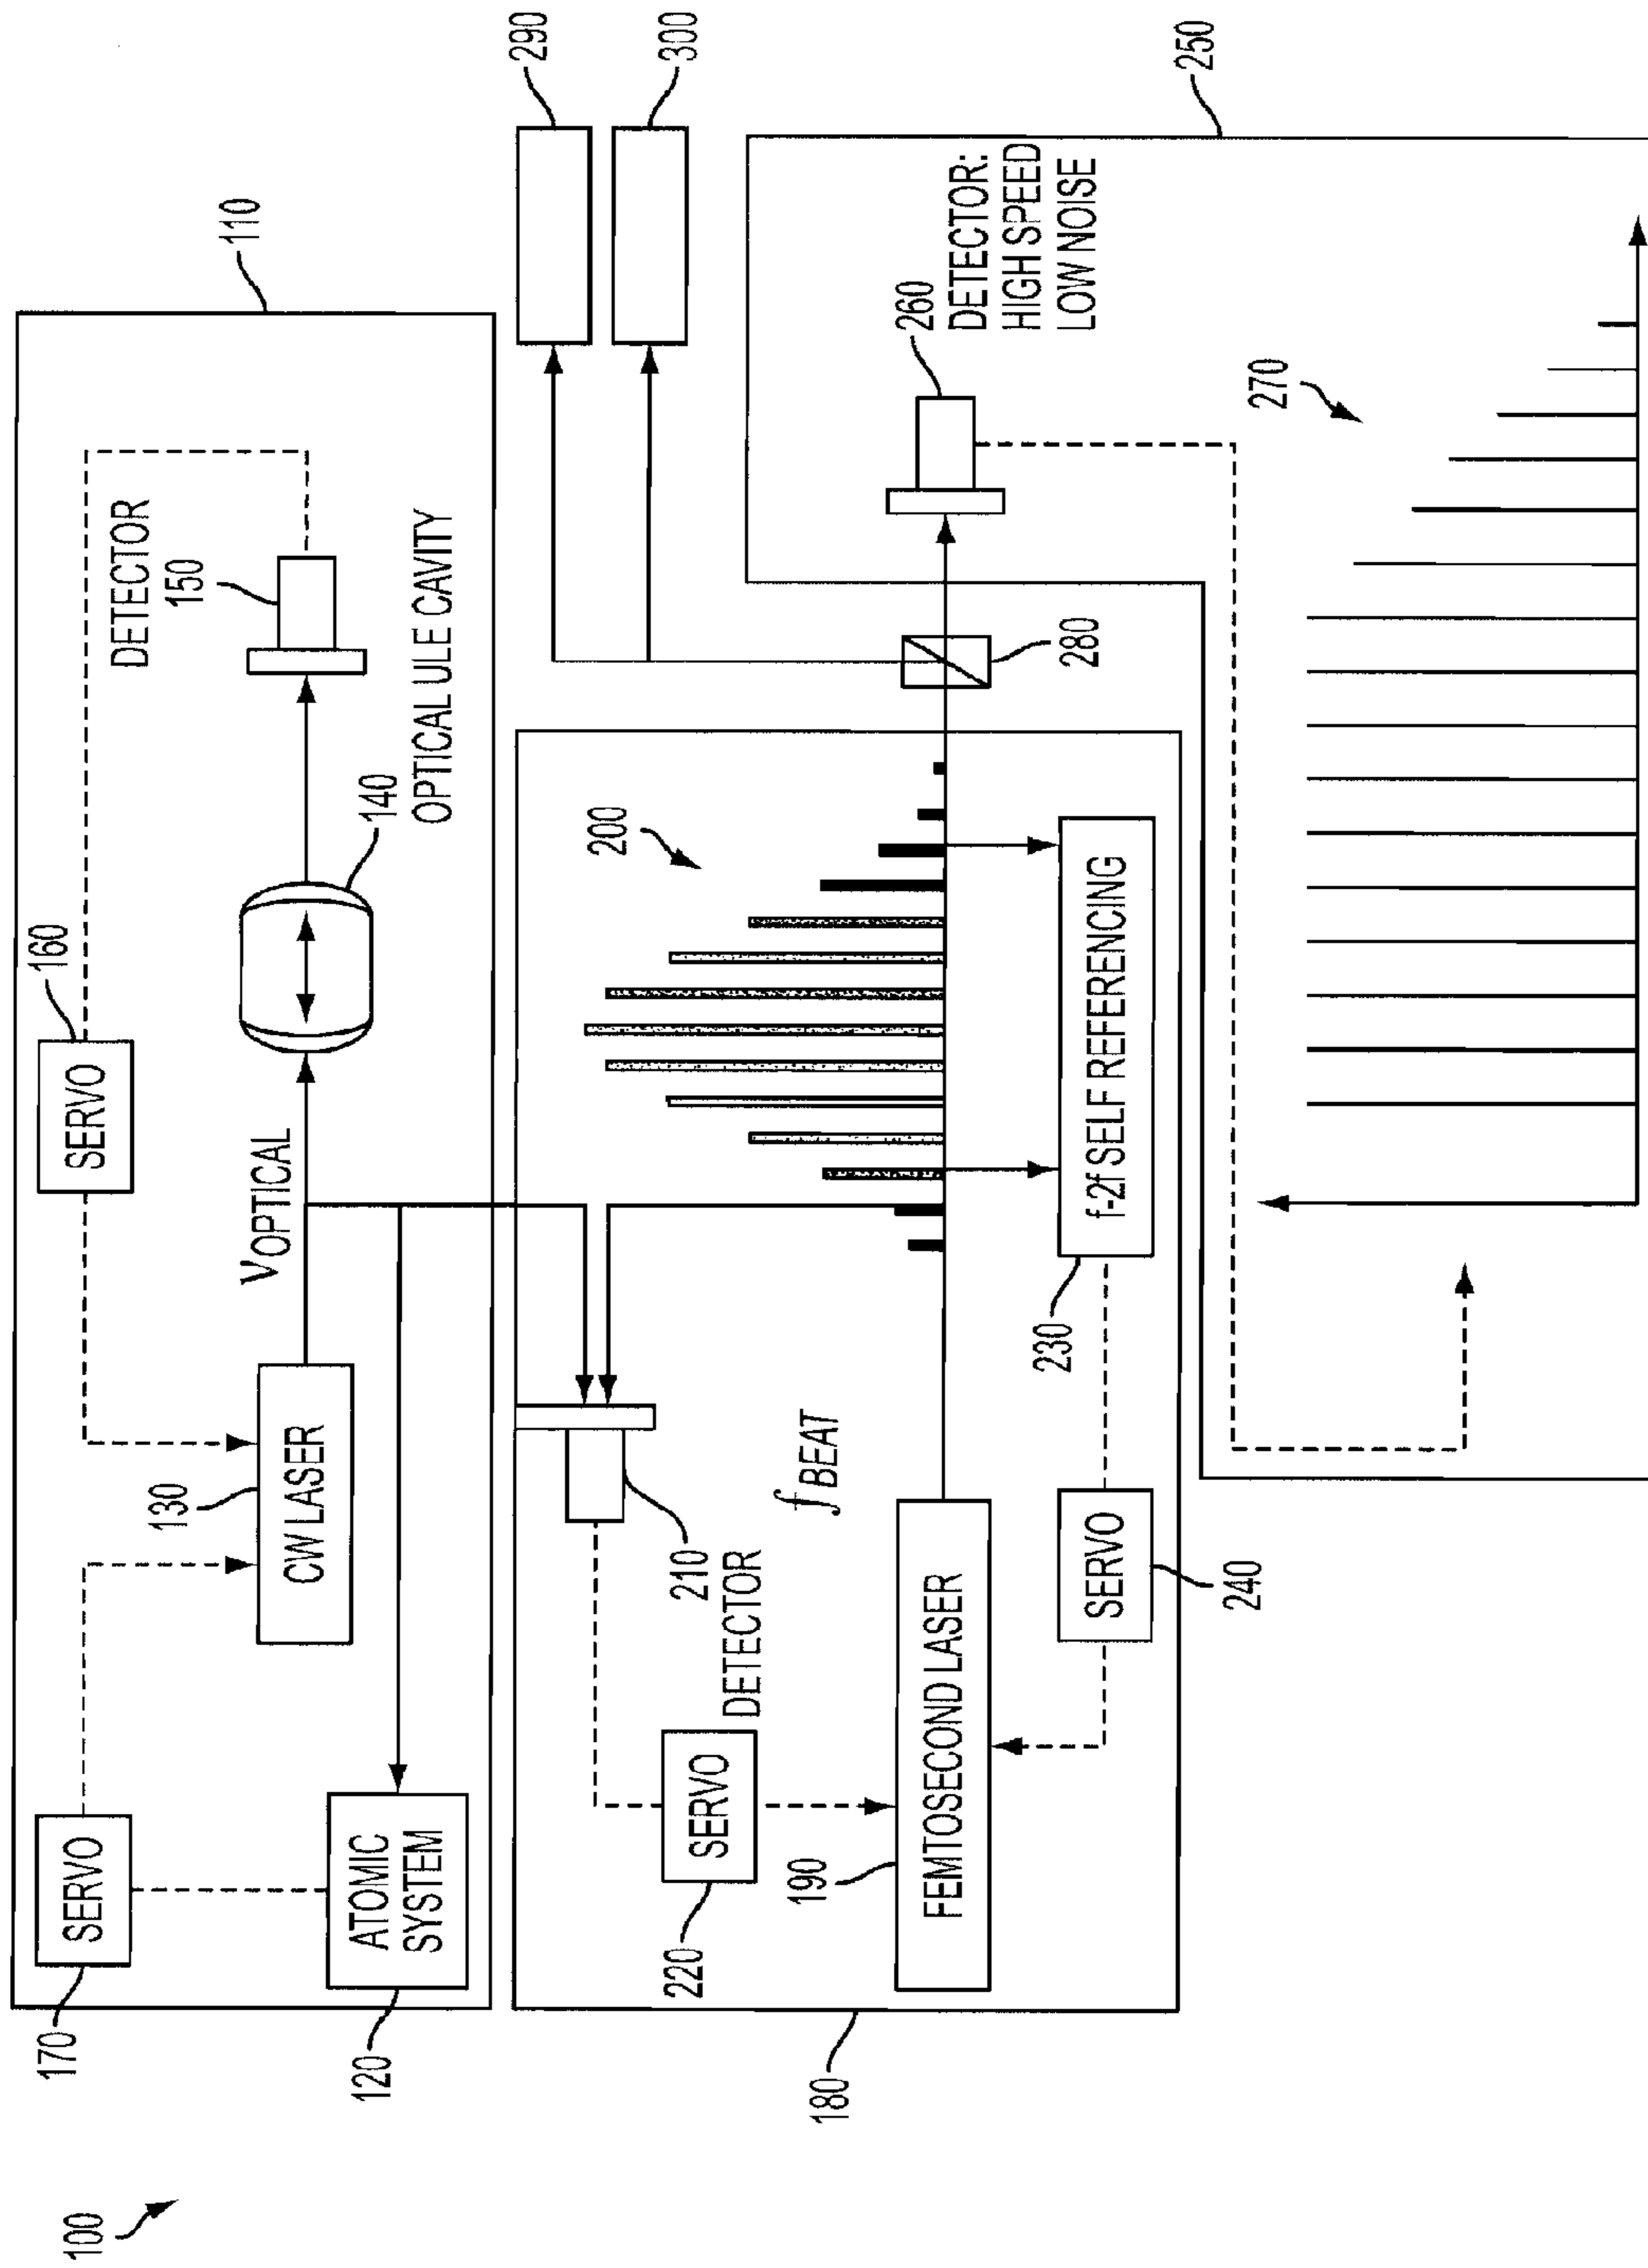 100
110
170
SERVO
160
SERVO
DETECTOR
150
130
CW LASER
VOPTICAL
140
OPTICAL ULE CAVITY
120
ATOMIC
SYSTEM
290
300
180
210
DETECTOR
220
SERVO
fBEAT
200
190
FEMTOSECOND LASER
280
230
f-2f SELF REFERENCING
SERVO
240
250
260
DETECTOR:
HIGH SPEED
LOW NOISE
270